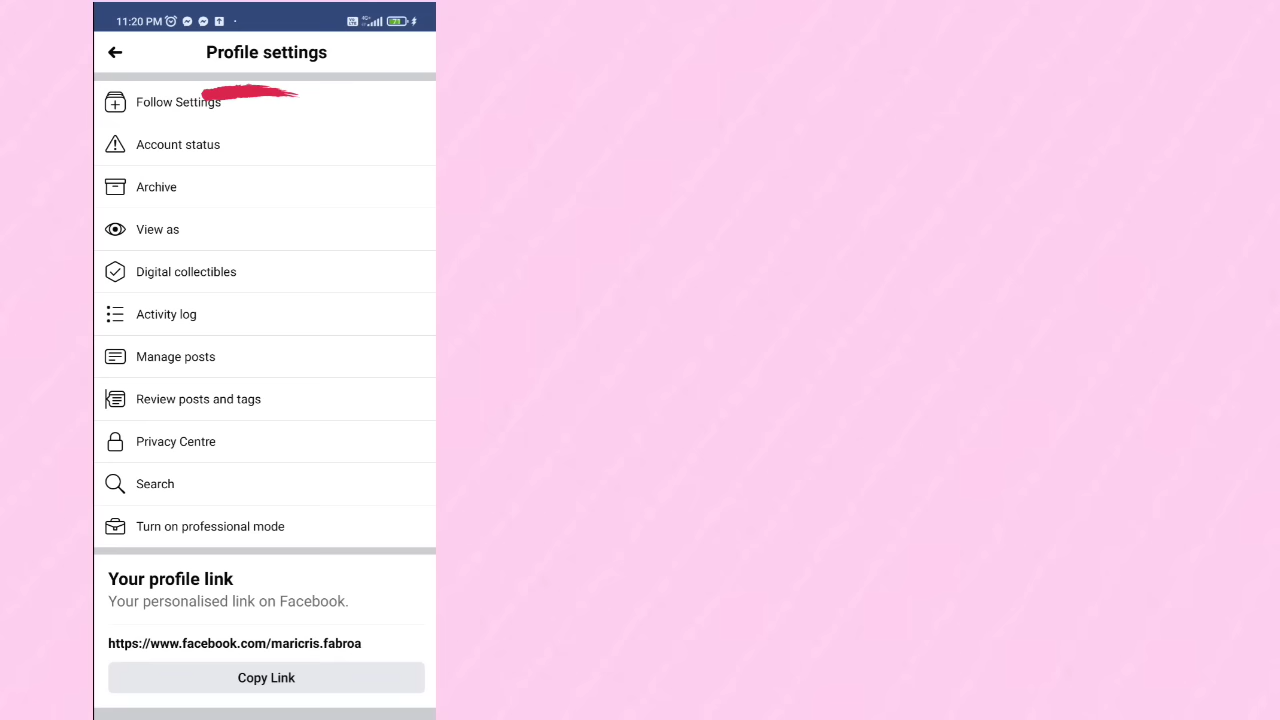 11:20 PM
71
Profile settings
Follow Settings
Account status
Archive
View as
Digital collectibles
Activity log
Manage posts
Review posts and tags
Privacy Centre
Search
Turn on professional mode
Your profile link
Your personalised link on Facebook.
https://www.facebook.com/maricris.fabroa
Copy Link